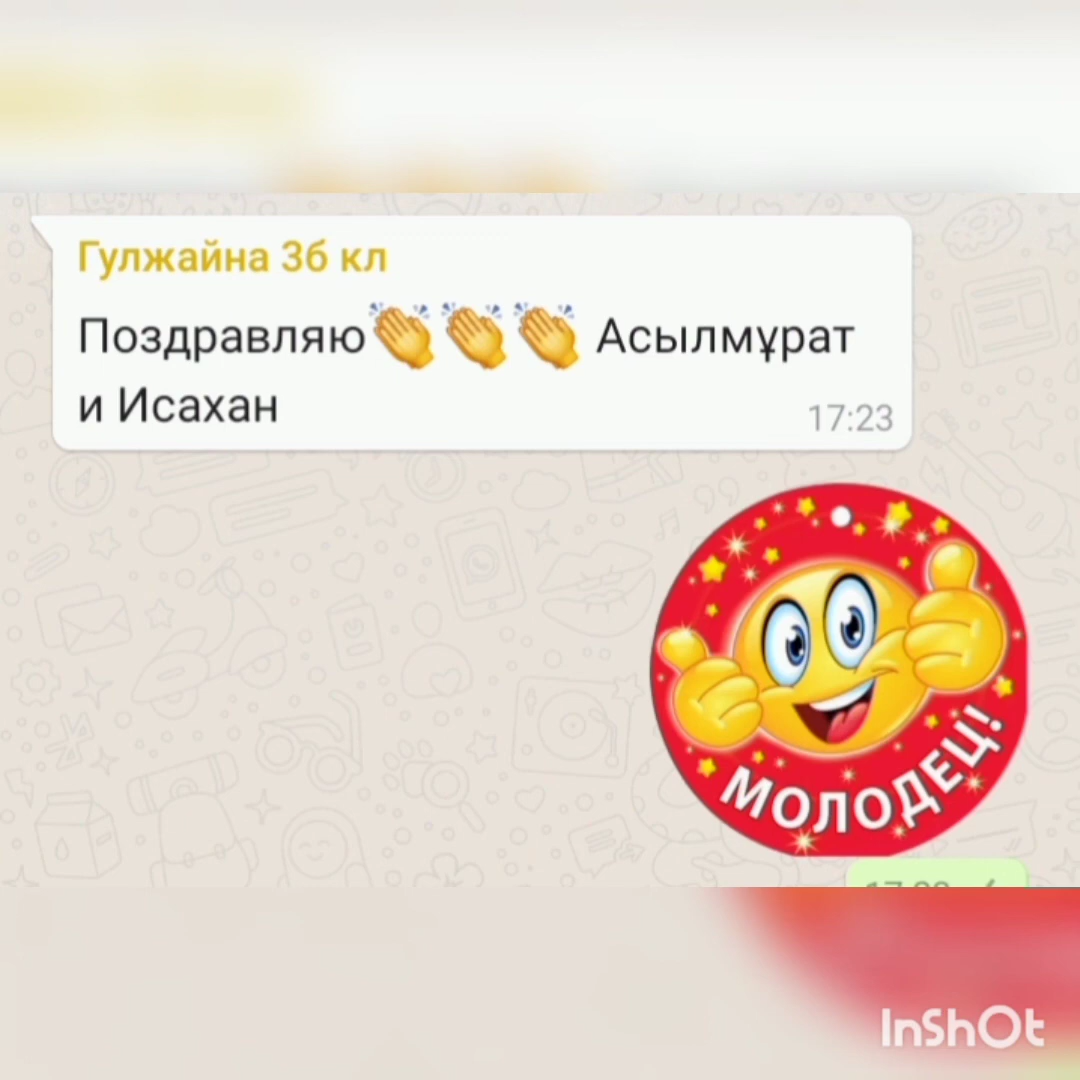 Гулжайна 3б кл
Поздравляю👏👏👏 Асылмұрат
и Исахан
17:23
МОЛОДЕЦ!
InShOt